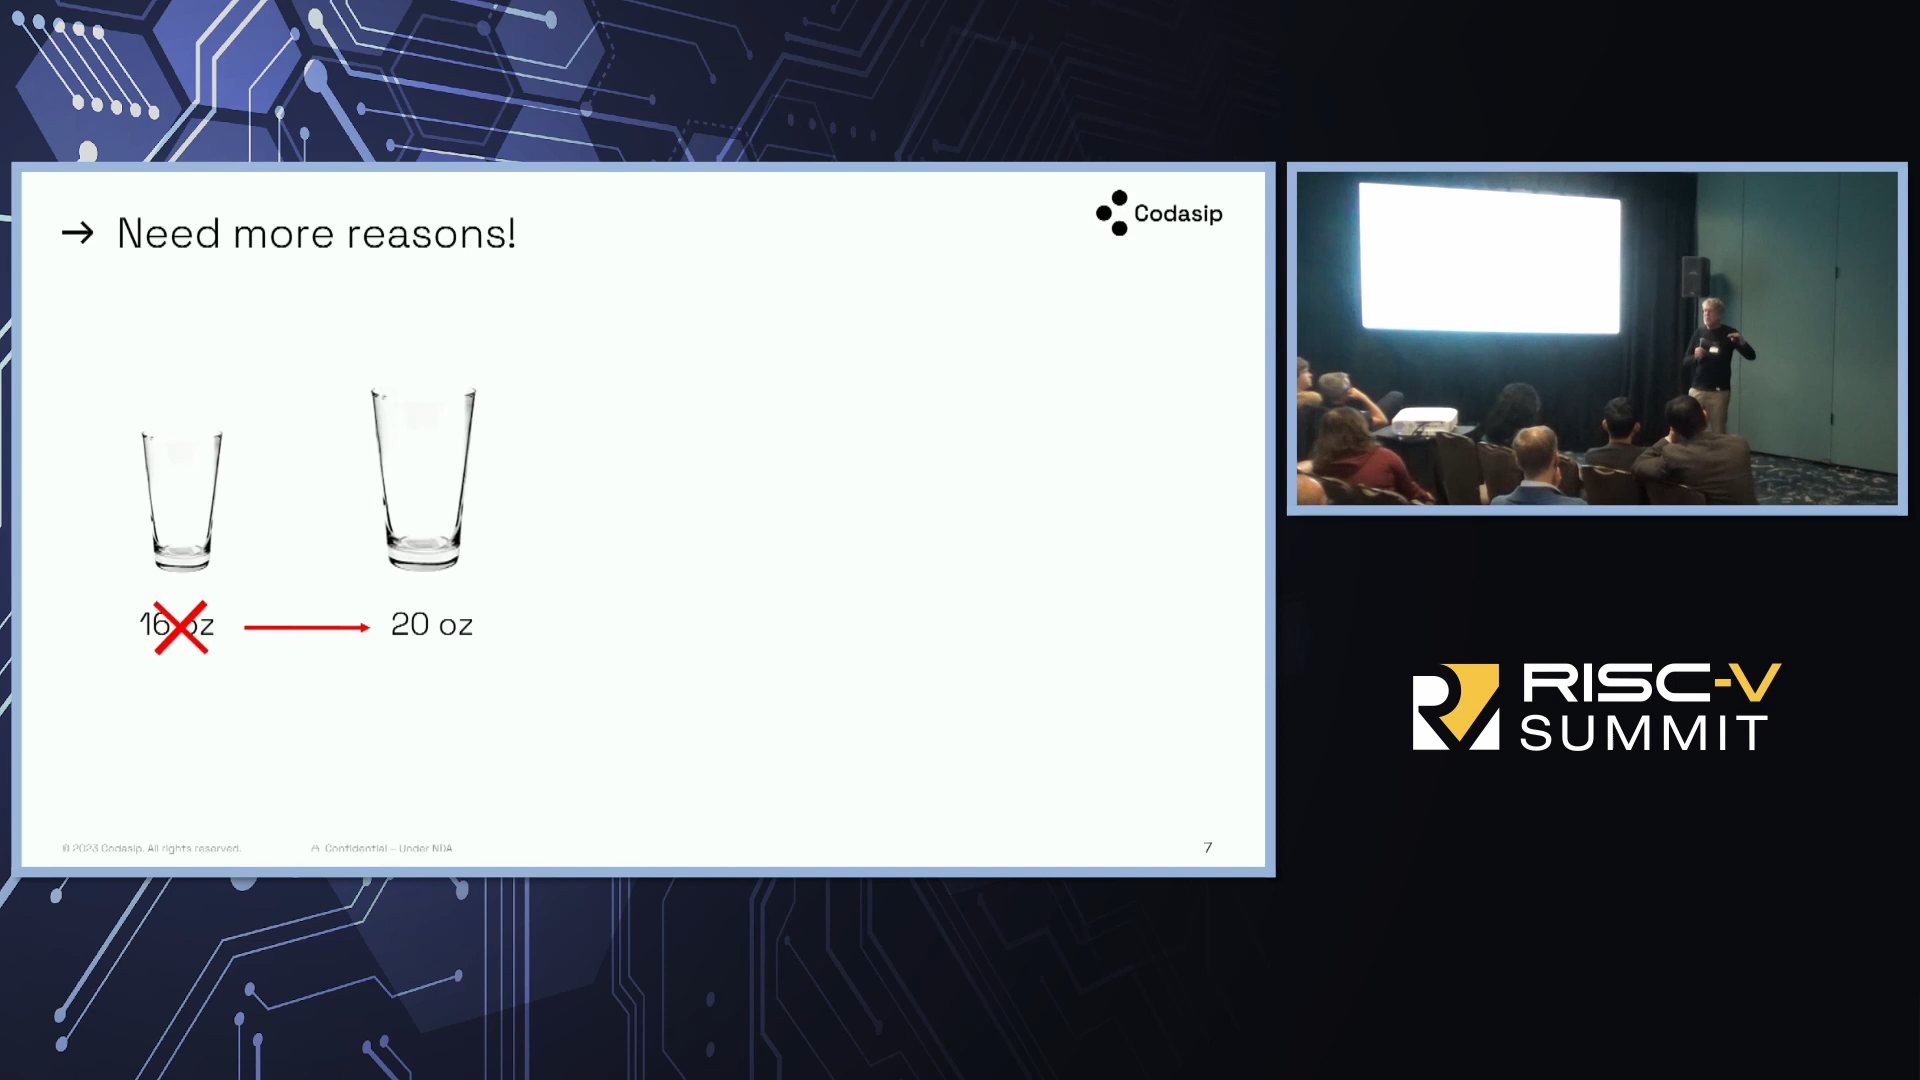 → Need more reasons!
Codasip
16 oz
20 oz
© 2023 Codasip. All rights reserved.
Confidential – Under NDA
7
RISC-V
SUMMIT